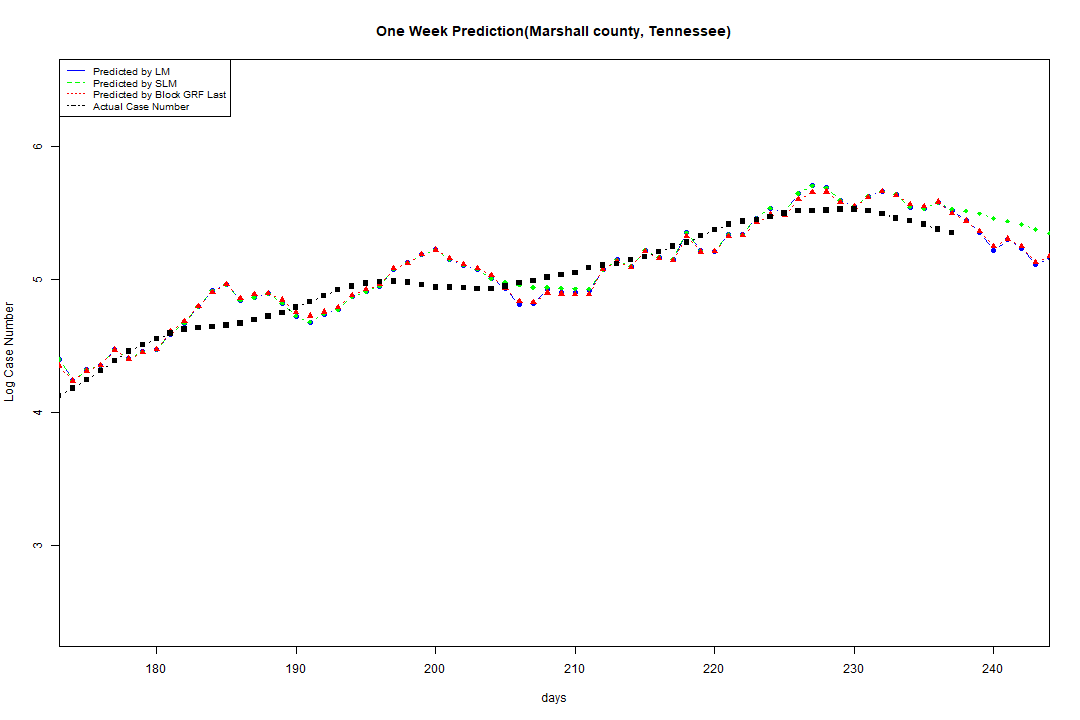 One Week Prediction(Marshall county, Tennessee)
Predicted by LM
Predicted by SLM
Predicted by Block GRF Last
Actual Case Number
6
5
4
3
Log Case Number
180 190 200 210 220 230 240
days